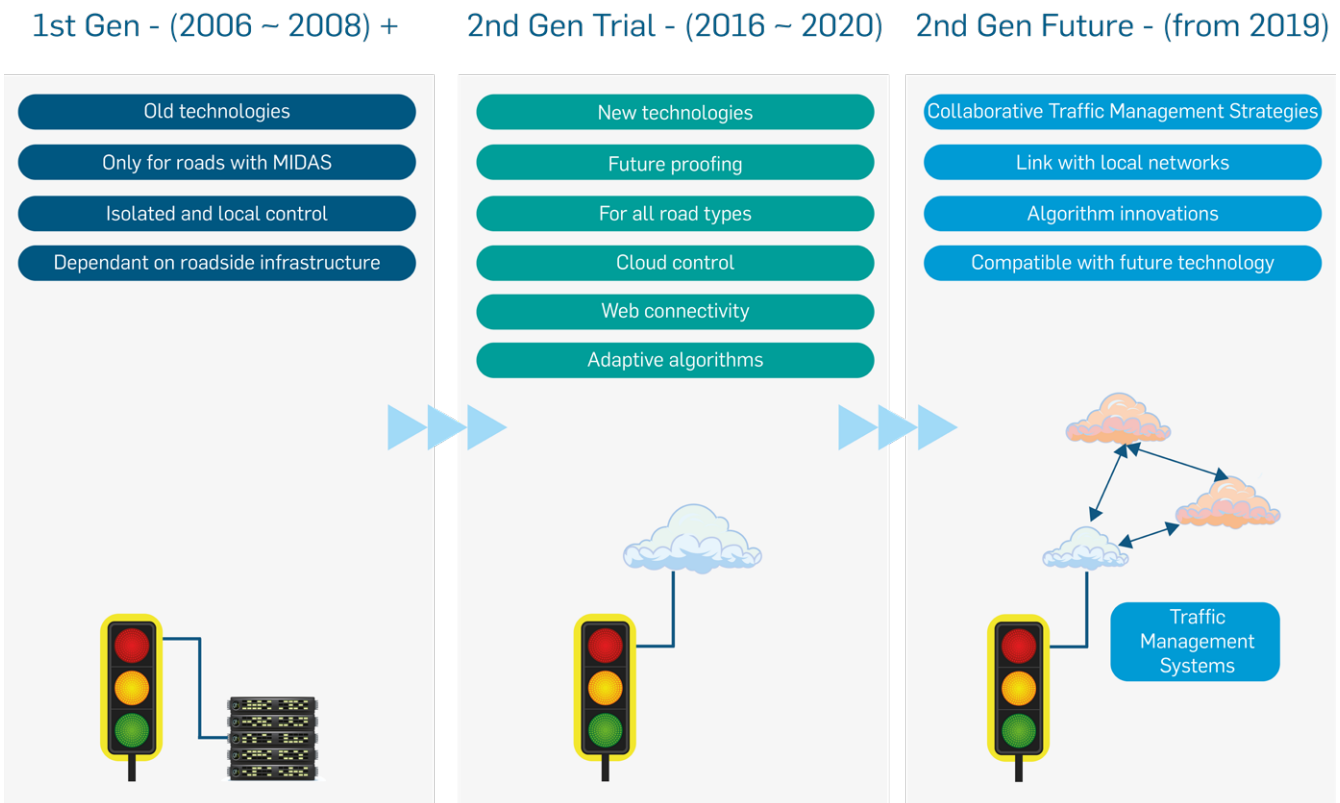 1st Gen - (2006 ~ 2008) +
Old technologies
Only for roads with MIDAS
Isolated and local control
Dependant on roadside infrastructure
2nd Gen Trial - (2016 ~ 2020)
New technologies
Future proofing
For all road types
Cloud control
Web connectivity
Adaptive algorithms
2nd Gen Future - (from 2019)
Collaborative Traffic Management Strategies
Link with local networks
Algorithm innovations
Compatible with future technology
Traffic
Management
Systems